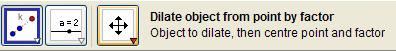 k
a = 2
Dilate object from point by factor
Object to dilate, then centre point and factor